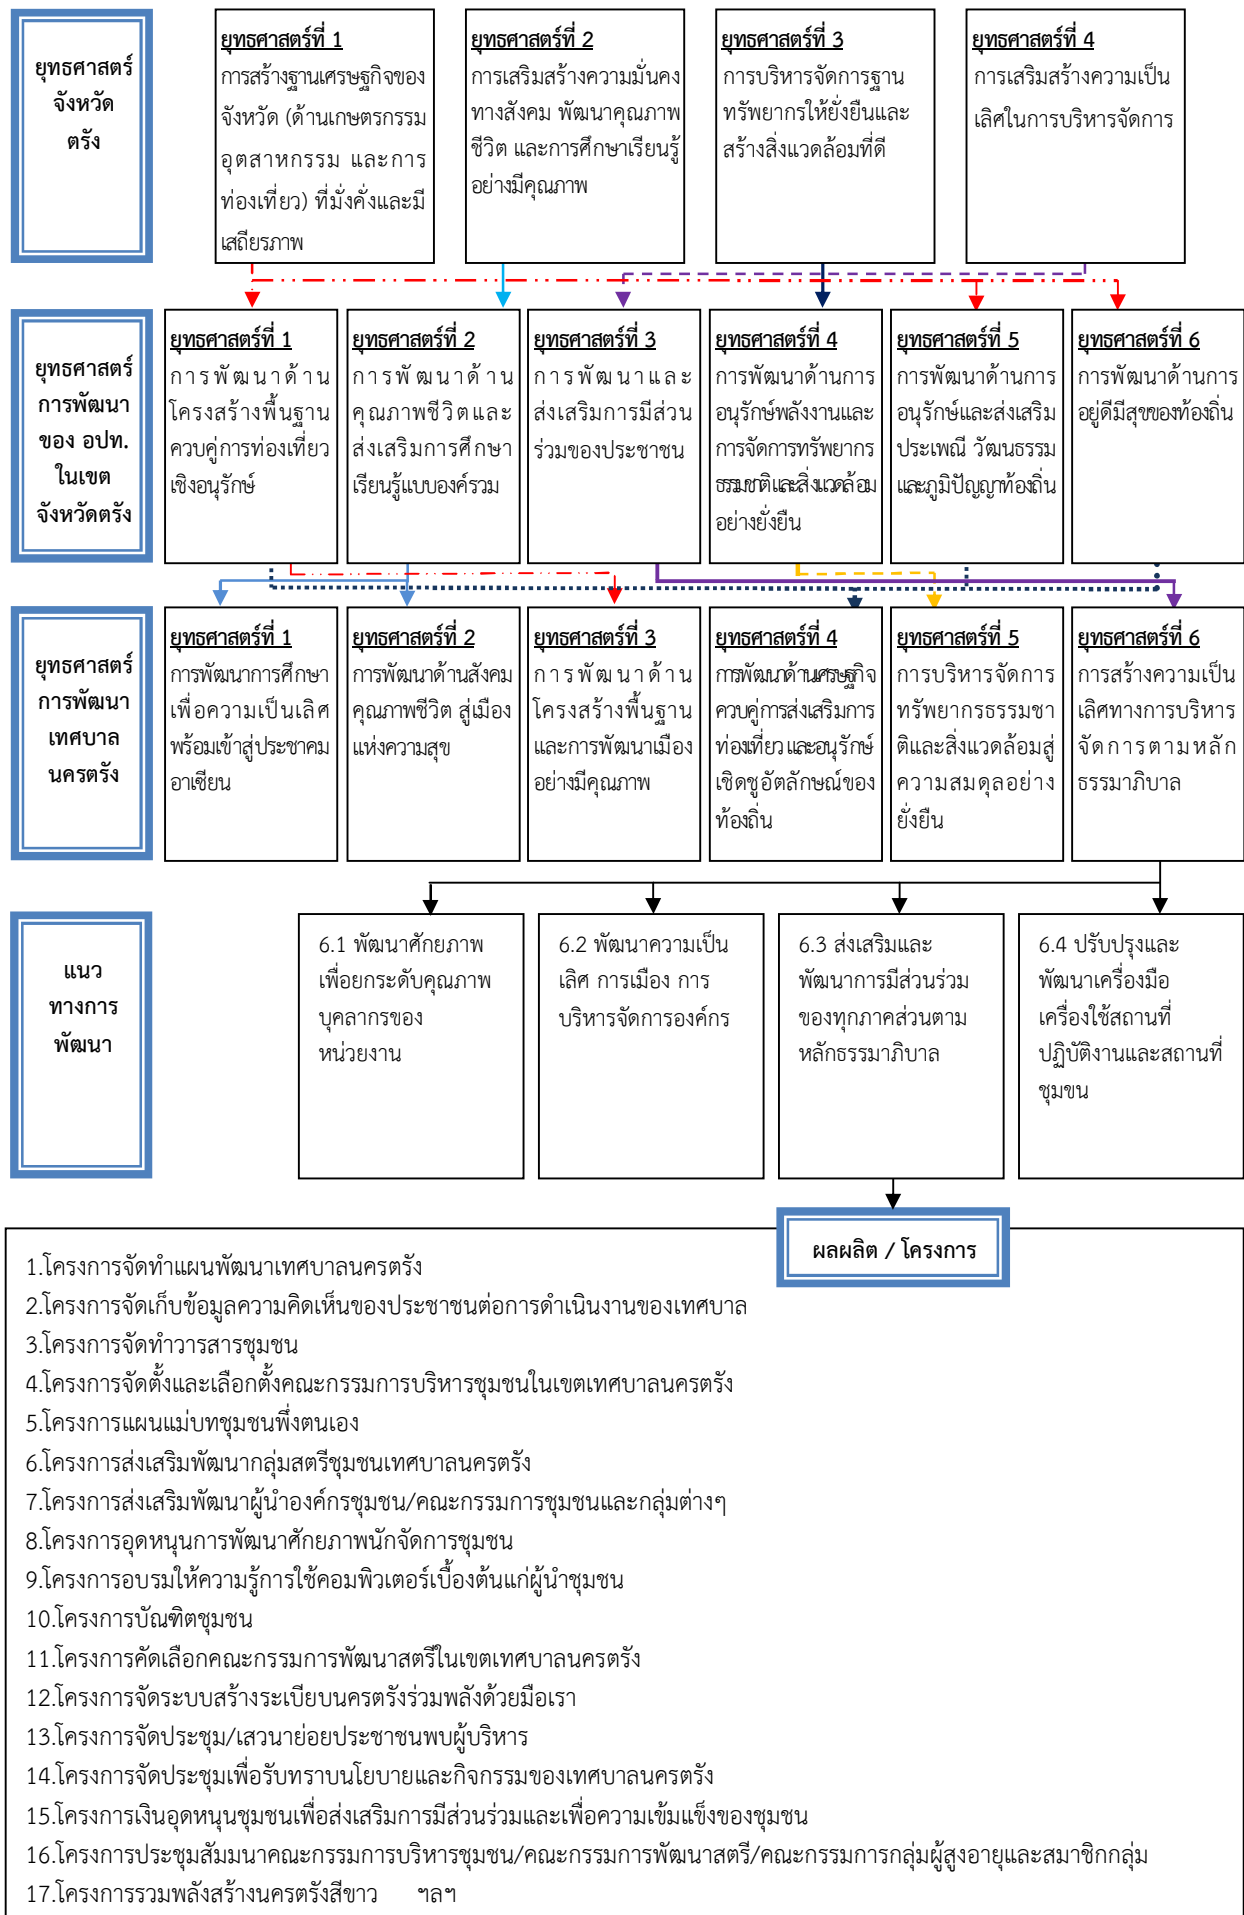 ยุทธศาสตร์
จังหวัด
ตรัง
ยุทธศาสตร์ที่ 1
การสร้างฐานเศรษฐกิจของ
จังหวัด (ด้านเกษตรกรรม
อุตสาหกรรม และการ
ท่องเที่ยว) ที่มั่งคั่งและมี
เสถียรภาพ
ยุทธศาสตร์ที่ 2
การเสริมสร้างความมั่นคง
ทางสังคม พัฒนาคุณภาพ
ชีวิต และการศึกษาเรียนรู้
อย่างมีคุณภาพ
ยุทธศาสตร์ที่ 3
การบริหารจัดการฐาน
ทรัพยากรให้ยั่งยืนและ
สร้างสิ่งแวดล้อมที่ดี
ยุทธศาสตร์ที่ 4
การเสริมสร้างความเป็น
เลิศในการบริหารจัดการ
ยุทธศาสตร์
การพัฒนา
ของ อปท.
ในเขต
จังหวัดตรัง
ยุทธศาสตร์ที่ 1
การพัฒนาด้าน
โครงสร้างพื้นฐาน
ควบคู่การท่องเที่ยว
เชิงอนุรักษ์
ยุทธศาสตร์ที่ 2
การพัฒนาด้าน
คุณภาพชีวิตและ
ส่งเสริมการศึกษา
เรียนรู้แบบองค์รวม
ยุทธศาสตร์ที่ 3
การพัฒนาและ
ส่งเสริมการมีส่วน
ร่วมของประชาชน
ยุทธศาสตร์ที่ 4
การพัฒนาด้านการ
อนุรักษ์พลังงานและ
การจัดการทรัพยากร
ธรรมชาติและสิ่งแวดล้อม
อย่างยั่งยืน
ยุทธศาสตร์ที่ 5
การพัฒนาด้านการ
อนุรักษ์และส่งเสริม
ประเพณี วัฒนธรรม
และภูมิปัญญาท้องถิ่น
ยุทธศาสตร์ที่ 6
การพัฒนาด้านการ
อยู่ดีมีสุขของท้องถิ่น
ยุทธศาสตร์
การพัฒนา
เทศบาล
นครตรัง
ยุทธศาสตร์ที่ 1
การพัฒนาการศึกษา
เพื่อความเป็นเลิศ
พร้อมเข้าสู่ประชาคม
อาเซียน
ยุทธศาสตร์ที่ 2
การพัฒนาด้านสังคม
คุณภาพชีวิต สู่เมือง
แห่งความสุข
ยุทธศาสตร์ที่ 3
การพัฒนาด้าน
โครงสร้างพื้นฐาน
และการพัฒนาเมือง
อย่างมีคุณภาพ
ยุทธศาสตร์ที่ 4
การพัฒนาด้านเศรษฐกิจ
ควบคู่การส่งเสริมการ
ท่องเที่ยว และอนุรักษ์
เชิดชูอัตลักษณ์ของ
ท้องถิ่น
ยุทธศาสตร์ที่ 5
การบริหารจัดการ
ทรัพยากรธรรมชา
ติและสิ่งแวดล้อมสู่
ความสมดุลอย่าง
ยั่งยืน
ยุทธศาสตร์ที่ 6
การสร้างความเป็น
เลิศทางการบริหาร
จัดการตามหลัก
ธรรมาภิบาล
แนว
ทางการ
พัฒนา
6.1 พัฒนาศักยภาพ
เพื่อยกระดับคุณภาพ
บุคลากรของ
หน่วยงาน
6.2 พัฒนาความเป็น
เลิศ การเมือง การ
บริหารจัดการองค์กร
6.3 ส่งเสริมและ
พัฒนาการมีส่วนร่วม
ของทุกภาคส่วนตาม
หลักธรรมาภิบาล
6.4 ปรับปรุงและ
พัฒนาเครื่องมือ
เครื่องใช้สถานที่
ปฏิบัติงานและสถานที่
ชุมขน
ผลผลิต / โครงการ
1.โครงการจัดทำแผนพัฒนาเทศบาลนครตรัง
2.โครงการจัดเก็บข้อมูลความคิดเห็นของประชาชนต่อการดำเนินงานของเทศบาล
3.โครงการจัดทำวารสารชุมชน
4.โครงการจัดตั้งและเลือกตั้งคณะกรรมการบริหารชุมชนในเขตเทศบาลนครตรัง
5.โครงการแผนแม่บทชุมชนพึ่งตนเอง
6.โครงการส่งเสริมพัฒนากลุ่มสตรีชุมชนเทศบาลนครตรัง
7.โครงการส่งเสริมพัฒนาผู้นำองค์กรชุมชน/คณะกรรมการชุมชนและกลุ่มต่างๆ
8.โครงการอุดหนุนการพัฒนาศักยภาพนักจัดการชุมชน
9.โครงการอบรมให้ความรู้การใช้คอมพิวเตอร์เบื้องต้นแก่ผู้นำชุมชน
10.โครงการบัณฑิตชุมชน
11.โครงการคัดเลือกคณะกรรมการพัฒนาสตรีในเขตเทศบาลนครตรัง
12.โครงการจัดระบบสร้างระเบียบนครตรังร่วมพลังด้วยมือเรา
13.โครงการจัดประชุม/เสวนาย่อยประชาชนพบผู้บริหาร
14.โครงการจัดประชุมเพื่อรับทราบนโยบายและกิจกรรมของเทศบาลนครตรัง
15.โครงการเงินอุดหนุนชุมชนเพื่อส่งเสริมการมีส่วนร่วมและเพื่อความเข้มแข็งของชุมชน
16.โครงการประชุมสัมมนาคณะกรรมการบริหารชุมชน/คณะกรรมการพัฒนาสตรี/คณะกรรมการกลุ่มผู้สูงอายุและสมาชิกกลุ่ม
17.โครงการรวมพลังสร้างนครตรังสีขาว ฯลฯ